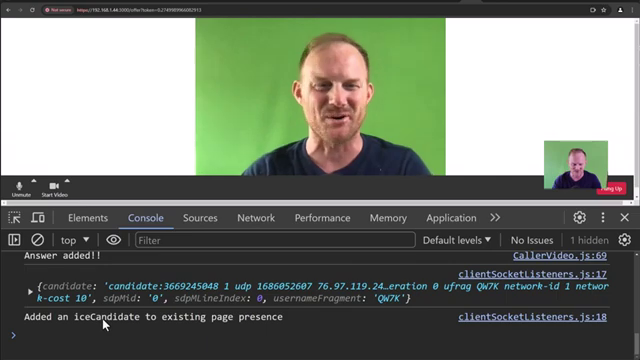 Not secure
https://192.168.1.44:3000/offer?token=0.2749989966082913
Unmute
Start Video
Hang Up
Elements
Console
Sources
Network
Performance
Memory
Application
top
Filter
Default levels
No Issues
1 hidden
Answer added!!
CallerVideo.js:69
clientSocketListeners.js:17
{candidate: 'candidate:3669245048 1 udp 1686052607 76.97.119.24…eration 0 ufrag QW7K network-id 1 networ
k-cost 10', sdpMid: '0', sdpMLineIndex: 0, usernameFragment: 'QW7K'}
Added an iceCandidate to existing page presence
clientSocketListeners.js:18